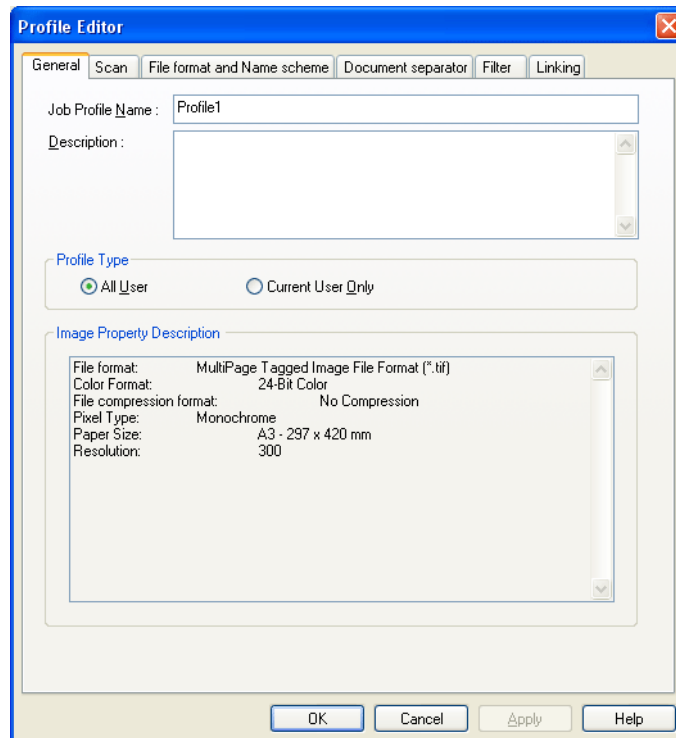 Profile Editor
General Scan File format and Name scheme Document separator Filter Linking
Job Profile Name : Profile1
Description :
Profile Type
All User Current User Only
Image Property Description
File format: MultiPage Tagged Image File Format (*.tif)
Color Format: 24-Bit Color
File compression format: No Compression
Pixel Type: Monochrome
Paper Size: A3 - 297 x 420 mm
Resolution: 300
OK Cancel Apply Help